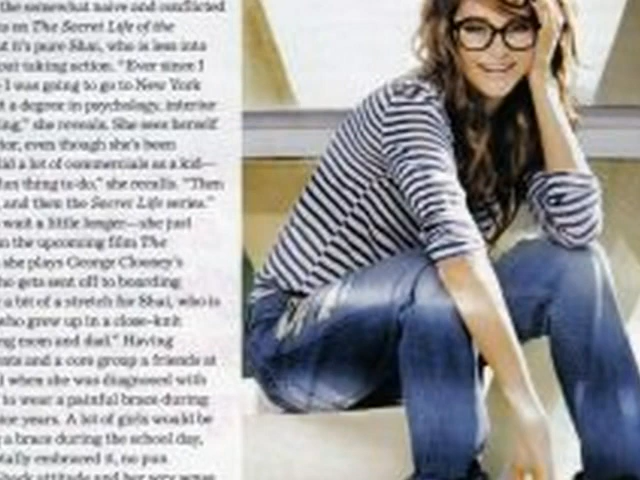 the somewhat naive and conflicted
s on The Secret Life of the
t it's pure Shai, who is less into
out taking action. "Ever since I
I was going to go to New York
t a degree in psychology, interior
ing," she reveals. She sees herself
or, even though she's been
did a lot of commercials as a kid—
fun thing to do," she recalls. "Then
, and then the Secret Life series."
wait a little longer—she just
n the upcoming film The
she plays George Clooney's
ho gets sent off to boarding
a bit of a stretch for Shai, who is
who grew up in a close-knit
ng mom and dad." Having
nts and a core group a friends at
l when she was diagnosed with
to wear a painful brace during
ior years. A lot of girls would be
a brace during the school day,
tally embraced it, no pun
attitude and her very sense